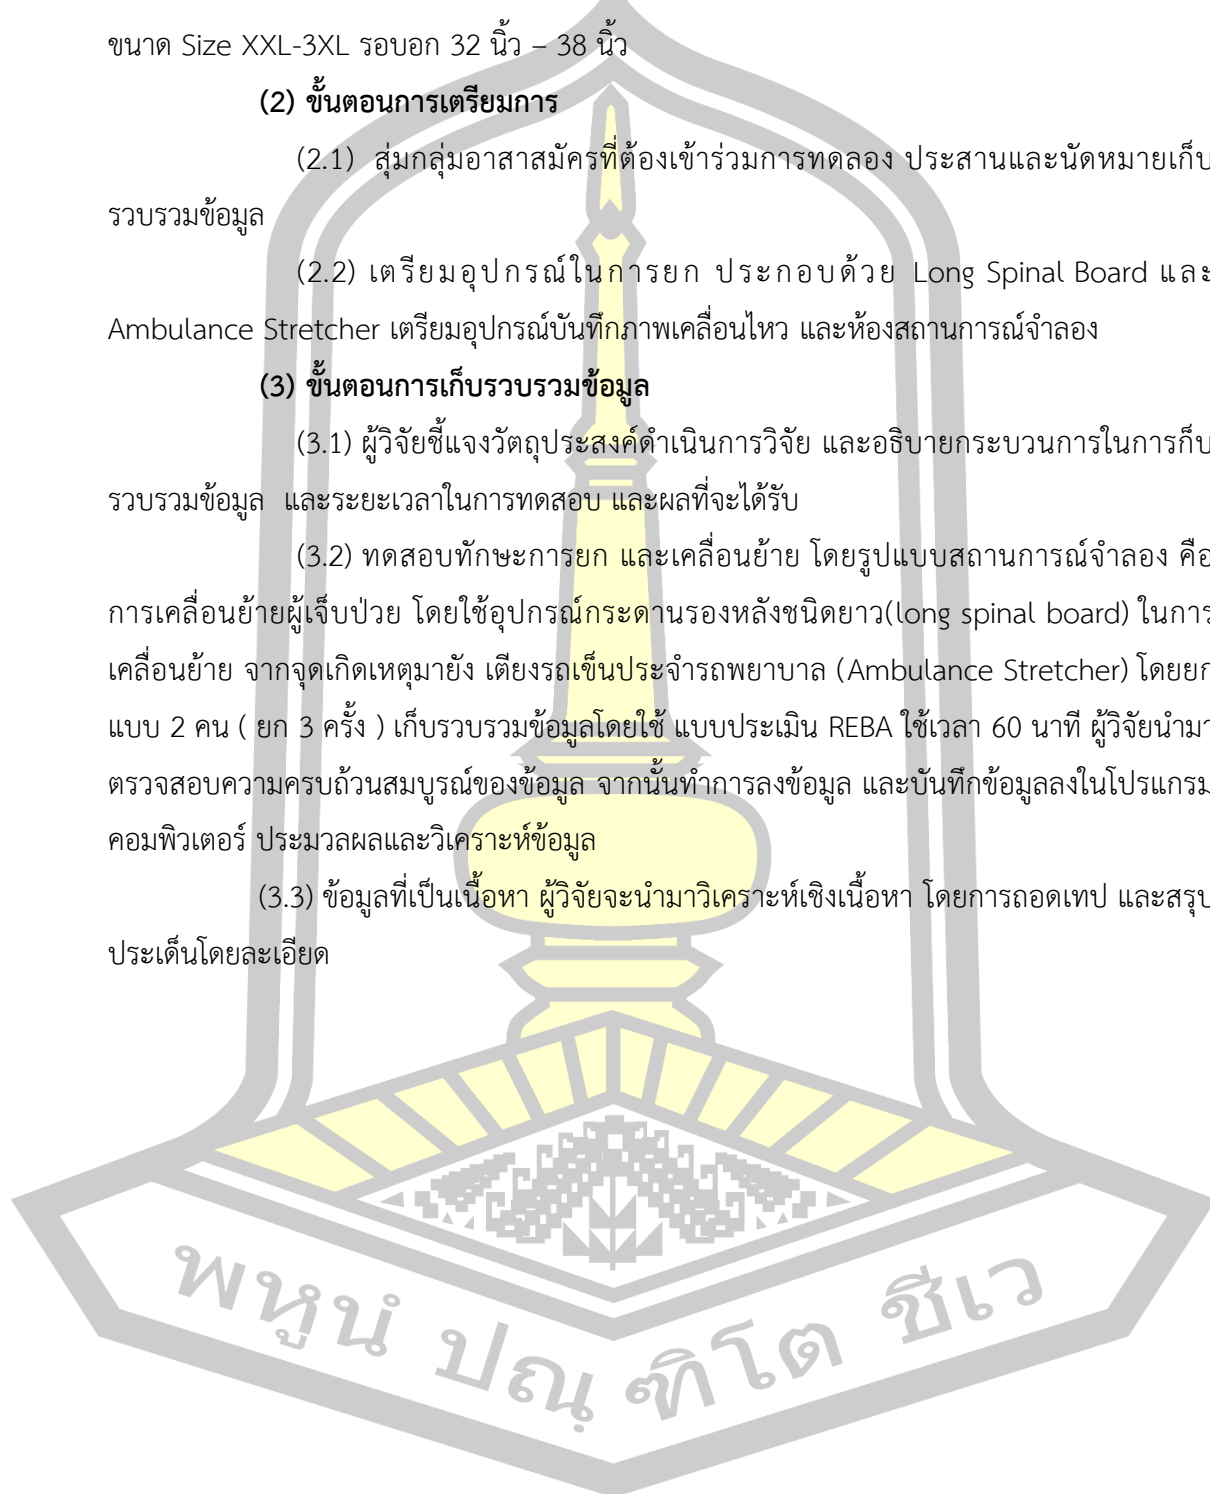 ขนาด Size XXL-3XL รอบอก 32 นิ้ว – 38 นิ้ว
(2) ขั้นตอนการเตรียมการ
(2.1) สุ่มกลุ่มอาสาสมัครที่ต้องเข้าร่วมการทดลอง ประสานและนัดหมายเก็บ
รวบรวมข้อมูล
(2.2) เตรียมอุปกรณ์ในการยก ประกอบด้วย Long Spinal Board และ
Ambulance Stretcher เตรียมอุปกรณ์บันทึกภาพเคลื่อนไหว และห้องสถานการณ์จำลอง
(3) ขั้นตอนการเก็บรวบรวมข้อมูล
(3.1) ผู้วิจัยชี้แจงวัตถุประสงค์ดำเนินการวิจัย และอธิบายกระบวนการในการก็บ
รวบรวมข้อมูล และระยะเวลาในการทดสอบ และผลที่จะได้รับ
(3.2) ทดสอบทักษะการยก และเคลื่อนย้าย โดยรูปแบบสถานการณ์จำลอง คือ
การเคลื่อนย้ายผู้เจ็บป่วย โดยใช้อุปกรณ์กระดานรองหลังชนิดยาว(long spinal board) ในการ
เคลื่อนย้าย จากจุดเกิดเหตุมายัง เตียงรถเข็นประจำรถพยาบาล (Ambulance Stretcher) โดยยก
แบบ 2 คน ( ยก 3 ครั้ง ) เก็บรวบรวมข้อมูลโดยใช้ แบบประเมิน REBA ใช้เวลา 60 นาที ผู้วิจัยนำมา
ตรวจสอบความครบถ้วนสมบูรณ์ของข้อมูล จากนั้นทำการลงข้อมูล และบันทึกข้อมูลลงในโปรแกรม
คอมพิวเตอร์ ประมวลผลและวิเคราะห์ข้อมูล
(3.3) ข้อมูลที่เป็นเนื้อหา ผู้วิจัยจะนำมาวิเคราะห์เชิงเนื้อหา โดยการถอดเทป และสรุป
ประเด็นโดยละเอียด
พหูนํ ปณฺฑิโต ชีเว